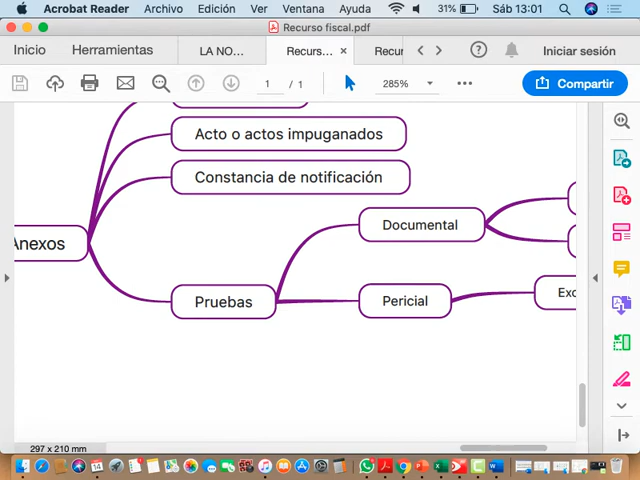 Acrobat Reader Archivo Edición Ver Ventana Ayuda 31% Sáb 13:01
Recurso fiscal.pdf
Inicio Herramientas LA NO... Recurs... × Recur ? Iniciar sesión
1 / 1 285% Compartir
Acto o actos impuganados
Constancia de notificación
Documental
Anexos
Pruebas
Pericial
Exc
297 x 210 mm
14